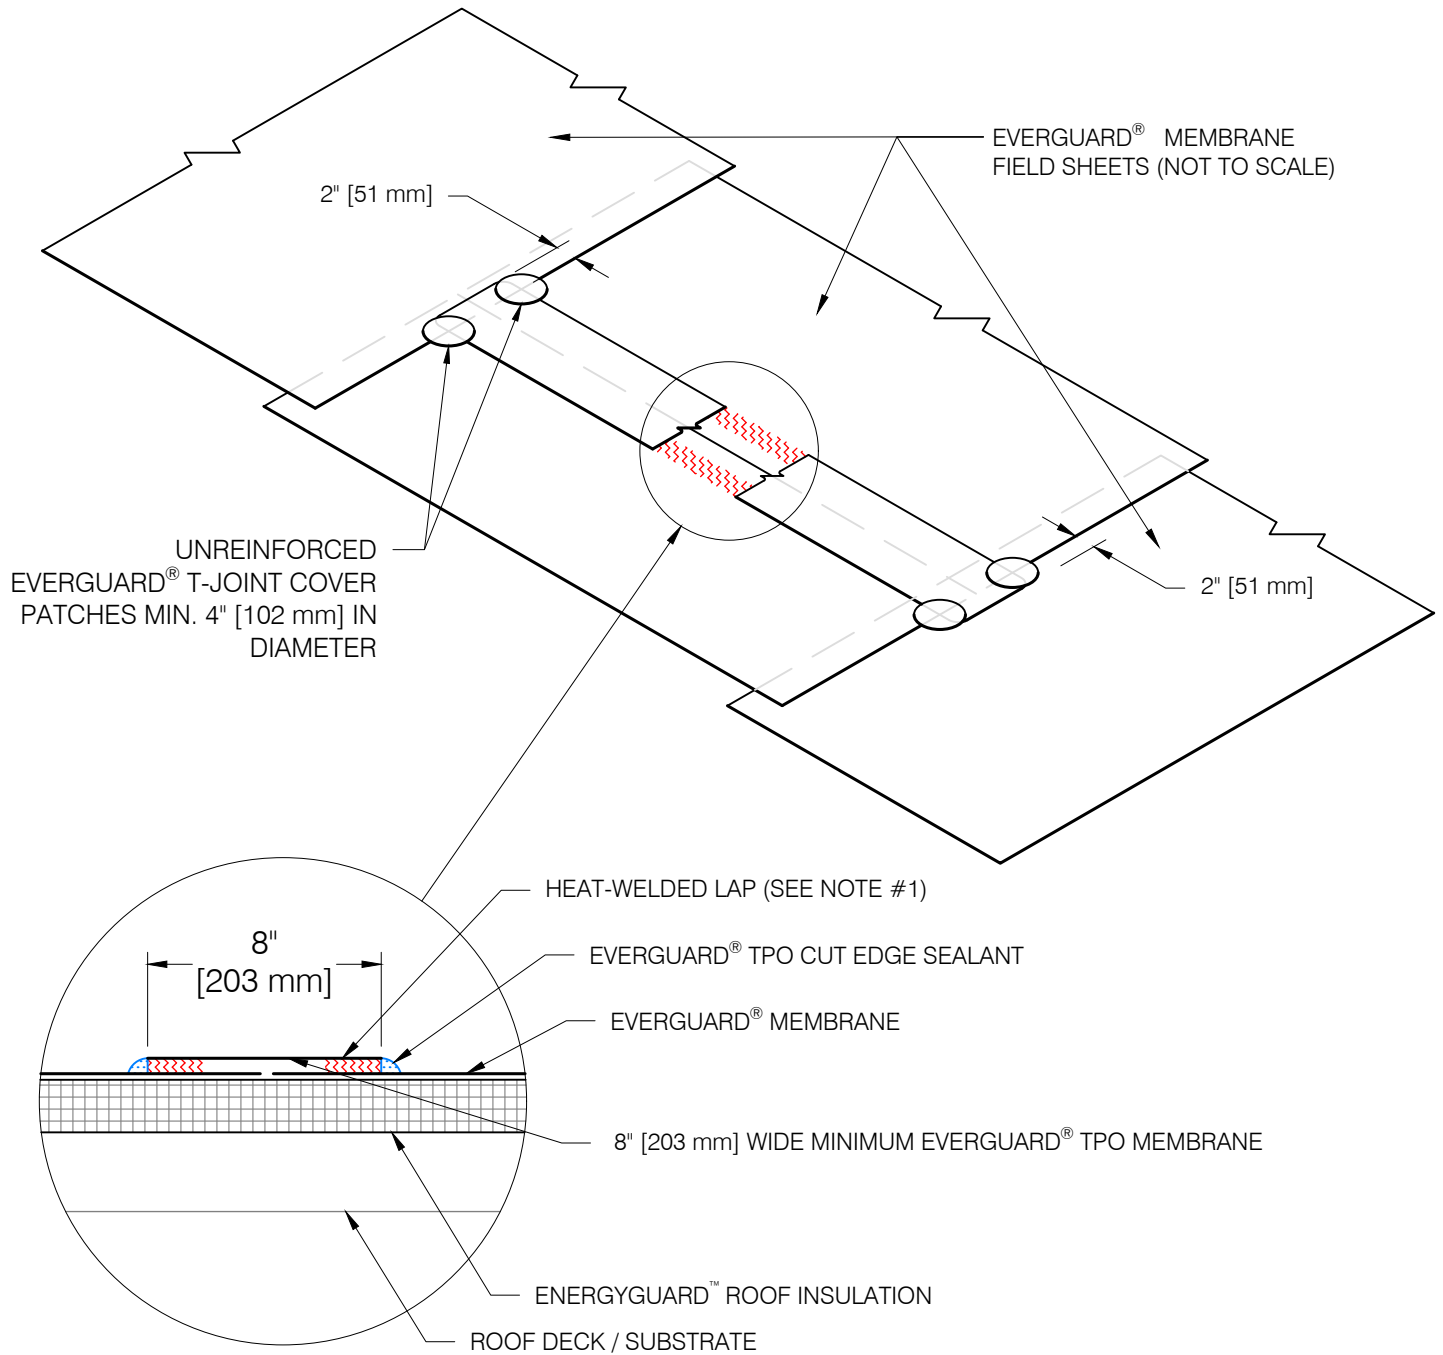 EVERGUARD® MEMBRANE
FIELD SHEETS (NOT TO SCALE)
2" [51 mm]
UNREINFORCED
EVERGUARD® T-JOINT COVER
PATCHES MIN. 4" [102 mm] IN
DIAMETER
2" [51 mm]
HEAT-WELDED LAP (SEE NOTE #1)
8"
[203 mm]
EVERGUARD® TPO CUT EDGE SEALANT
EVERGUARD® MEMBRANE
8" [203 mm] WIDE MINIMUM EVERGUARD® TPO MEMBRANE
ENERGYGUARD™ ROOF INSULATION
ROOF DECK / SUBSTRATE